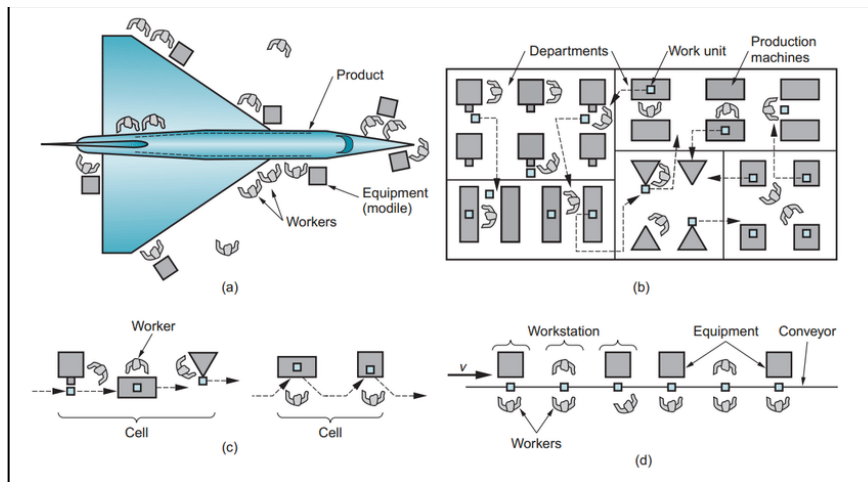 Product
Equipment
(modile)
Workers
(a)
Departments
Work unit
Production
machines
(b)
Worker
Cell
Cell
(c)
Workstation
Equipment
Conveyor
v
Workers
(d)